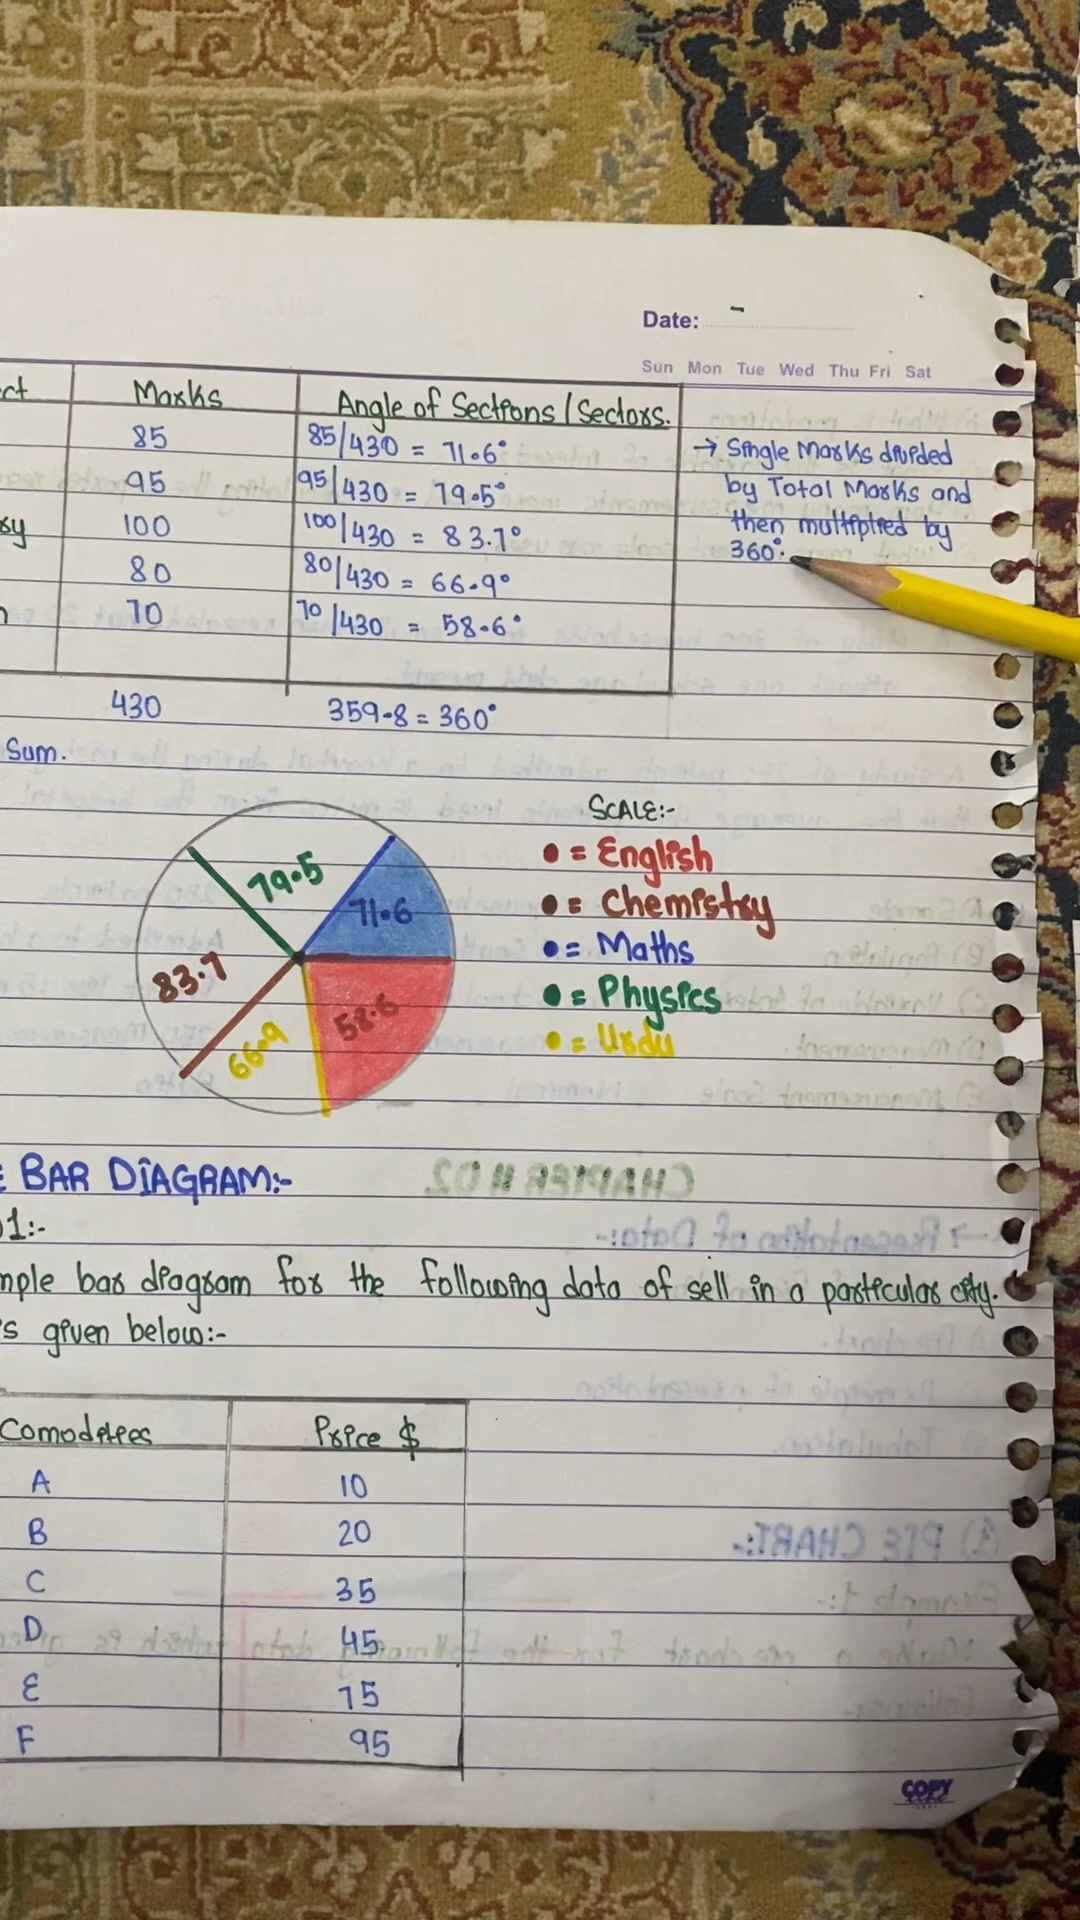 Date:
Sun Mon Tue Wed Thu Fri Sat
ct Marks Angle of Sections / Sectors.
85 85/430 = 71.6°
95 95/430 = 79.5°
sy 100 100/430 = 83.7°
80 80/430 = 66.9°
n 70 70/430 = 58.6°
430 359.8 = 360°
Sum.
→ Single Marks divided
by Total Marks and
then multiplied by
360°.
79.5
71.6
83.7
66.9
58.6
SCALE:-
= English
= Chemistry
= Maths
= Physics
= Urdu
BAR DIAGRAM:-
01:-
mple bar diagram for the following data of sell in a particular city.
s given below:-
Comodities Price $
A 10
B 20
C 35
D 45
E 75
F 95
COPY